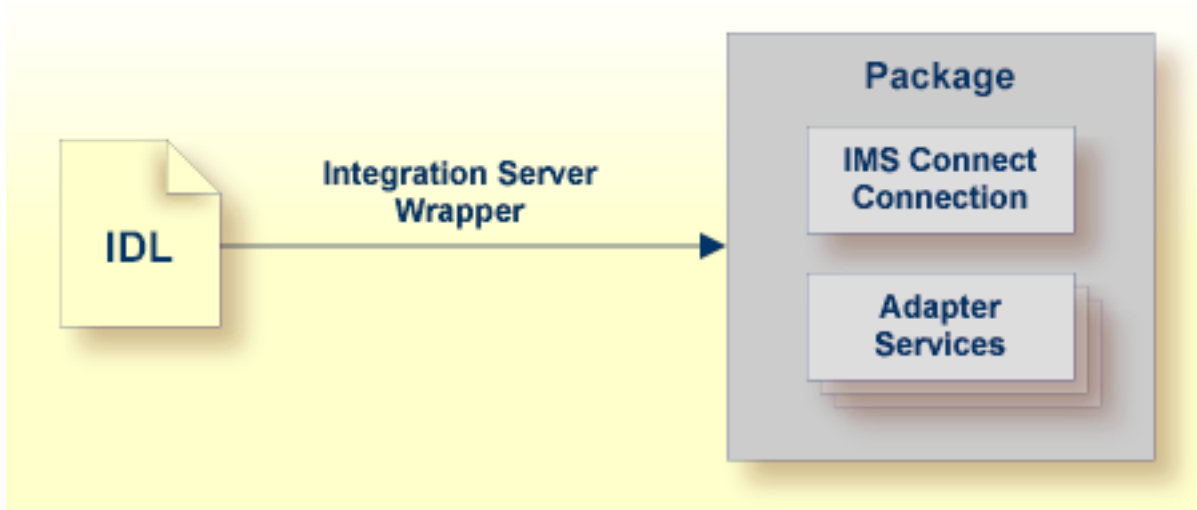 IDL
Integration Server
Wrapper
Package
IMS Connect
Connection
Adapter
Services